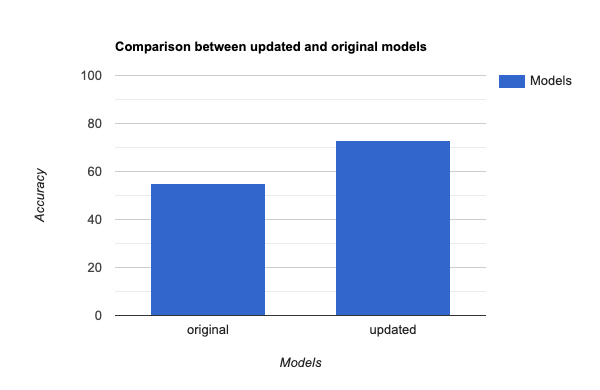 Comparison between updated and original models
100
80
60
40
20
0
Accuracy
original
updated
Models
Models